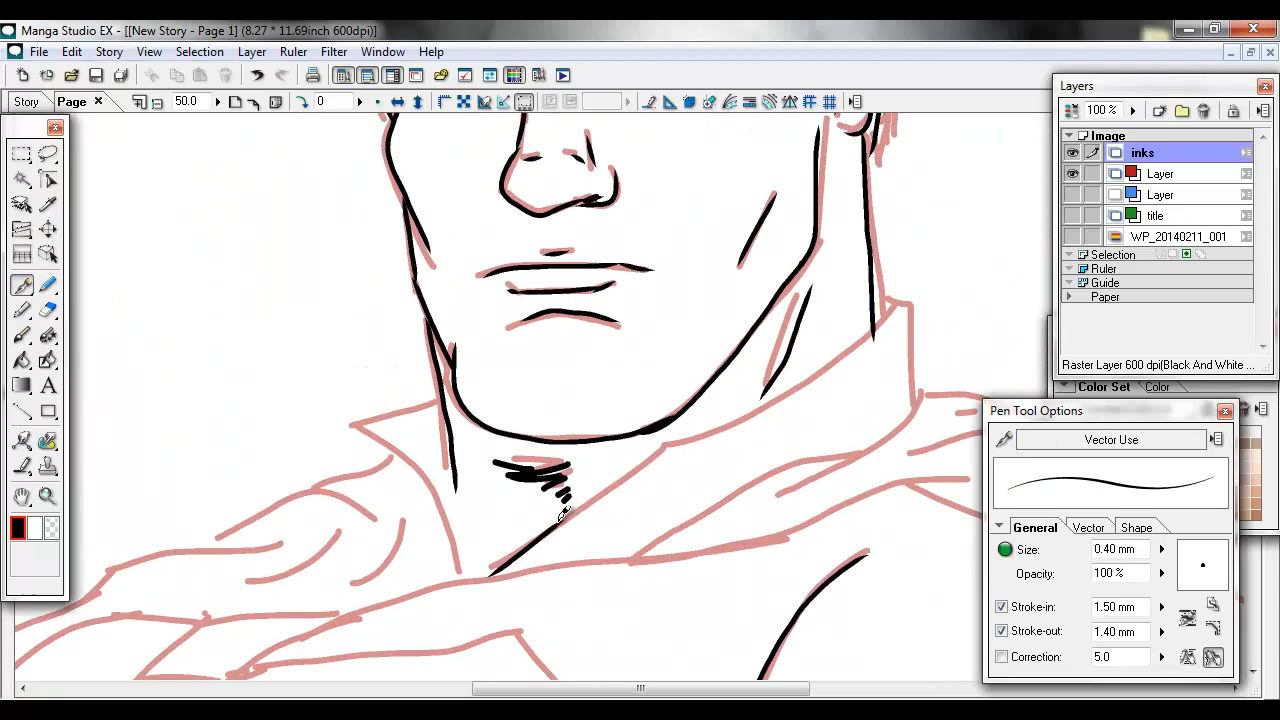 Manga Studio EX - [[New Story - Page 1] (8.27 * 11.69inch 600dpi)]
File Edit Story View Selection Layer Ruler Filter Window Help
Story Page 50.0 0
Layers
100 %
Image
inks
Layer
Layer
title
WP_20140211_001
Selection
Ruler
Guide
Paper
Raster Layer 600 dpi(Black And White ...
Color Set Color
Pen Tool Options
Vector Use
General Vector Shape
Size: 0.40 mm
Opacity: 100 %
Stroke-in: 1.50 mm
Stroke-out: 1.40 mm
Correction: 5.0